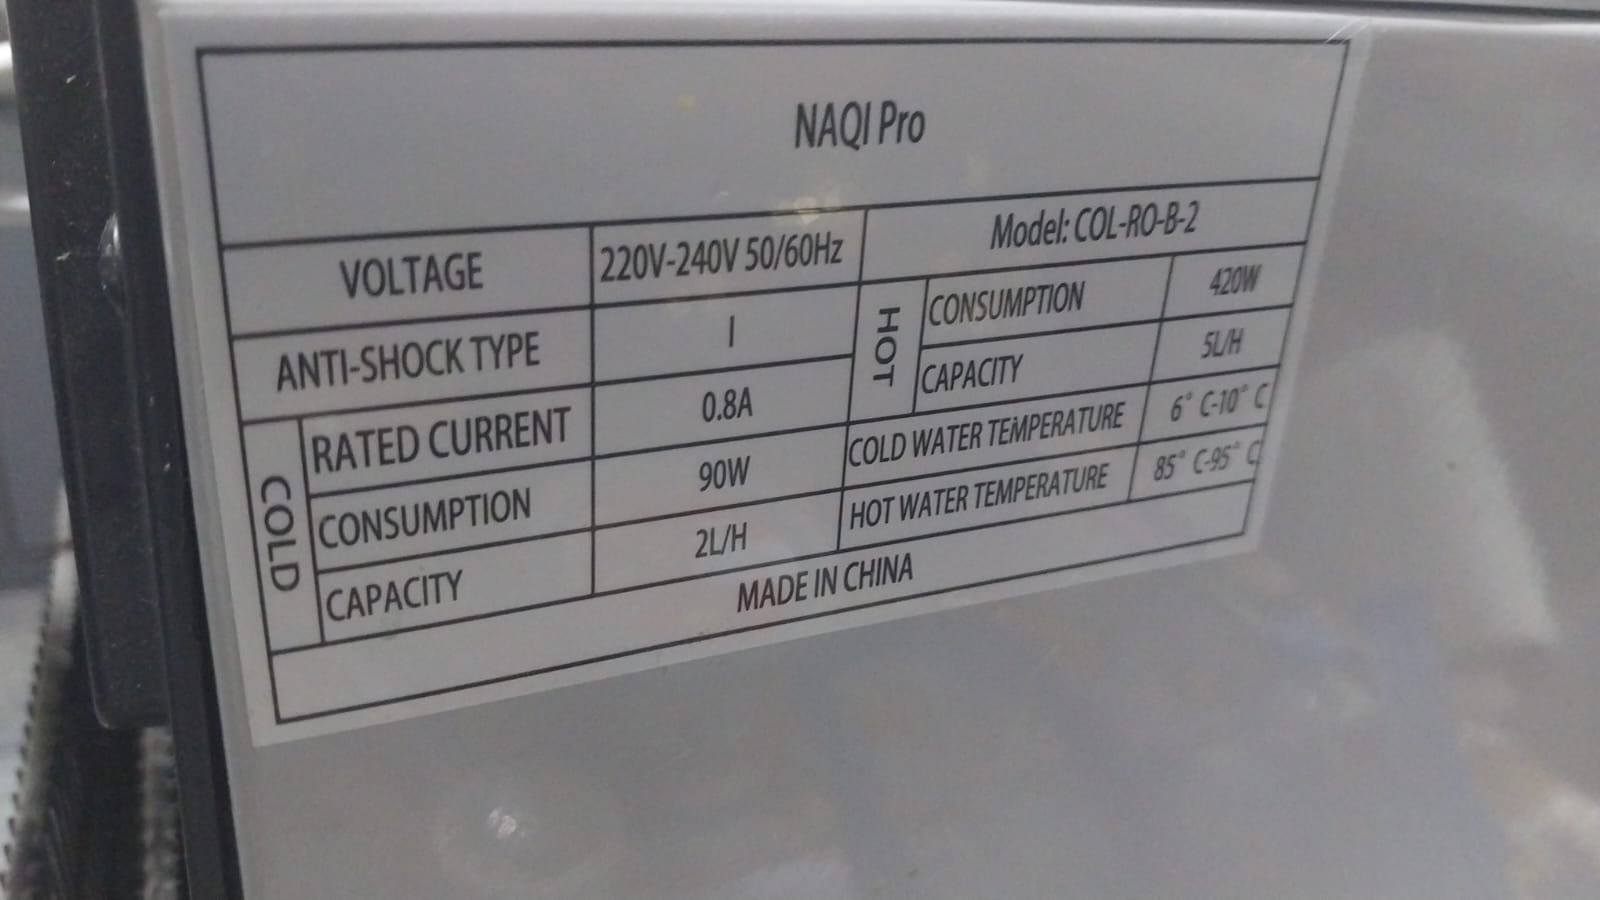 NAQI Pro
VOLTAGE 220V-240V 50/60Hz Model: COL-RO-B-2
ANTI-SHOCK TYPE I
HOT
CONSUMPTION 420W
CAPACITY 5L/H
COLD
RATED CURRENT 0.8A
CONSUMPTION 90W
CAPACITY 2L/H
COLD WATER TEMPERATURE 6° C-10° C
HOT WATER TEMPERATURE 85° C-95° C
MADE IN CHINA